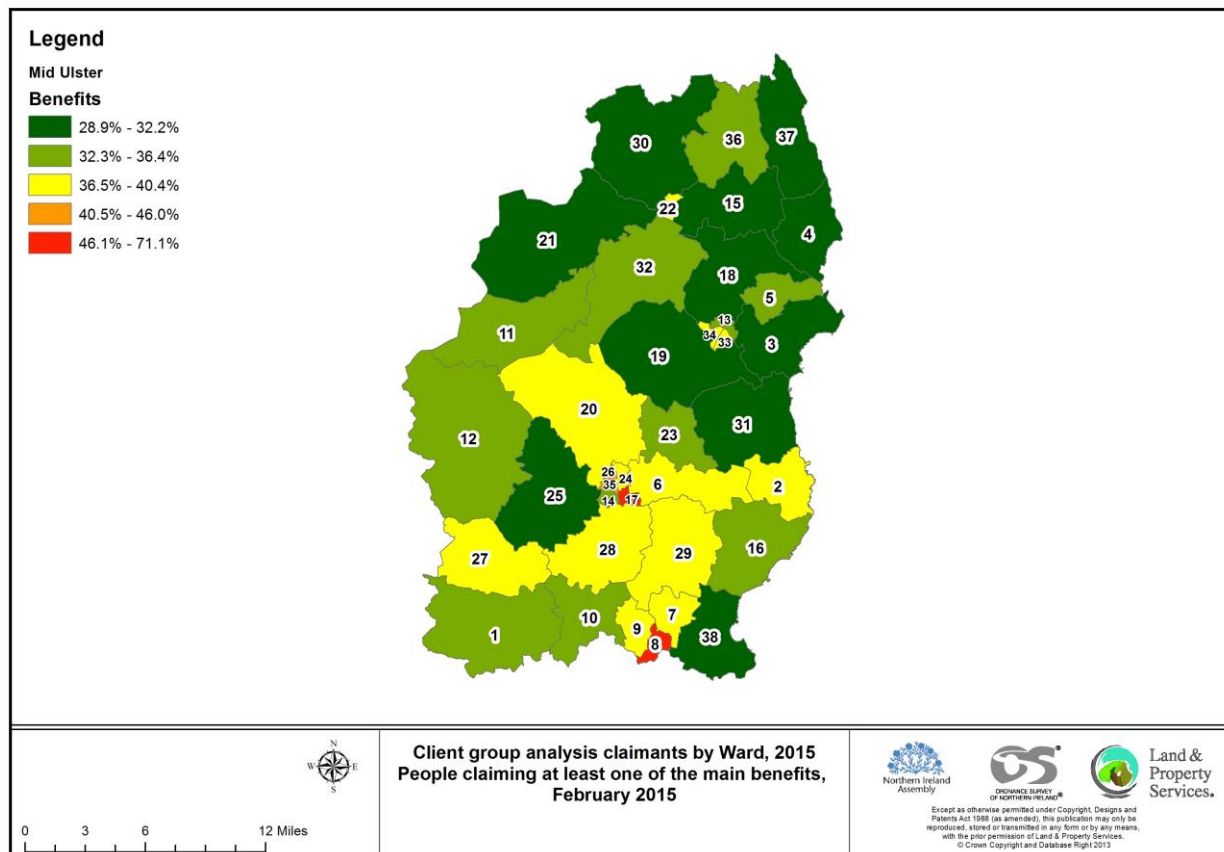 Legend
Mid Ulster
Benefits
28.9% - 32.2%
32.3% - 36.4%
36.5% - 40.4%
40.5% - 46.0%
46.1% - 71.1%
30
36
37
22
15
4
21
32
18
5
13
11
34
33
3
19
20
12
23
31
26
24
6
2
35
25
14
17
27
28
29
16
7
1
10
9
8
38
N
W
E
S
0 3 6 12 Miles
Client group analysis claimants by Ward, 2015
People claiming at least one of the main benefits,
February 2015
Northern Ireland
Assembly
OS®
ORDNANCE SURVEY
OF NORTHERN IRELAND®
Land &
Property
Services.
Except as otherwise permitted under Copyright, Designs and
Patents Act 1988 (as amended), this publication may only be
reproduced, stored or transmitted in any form or by any means,
with the prior permission of Land & Property Services.
© Crown Copyright and Database Right 2013